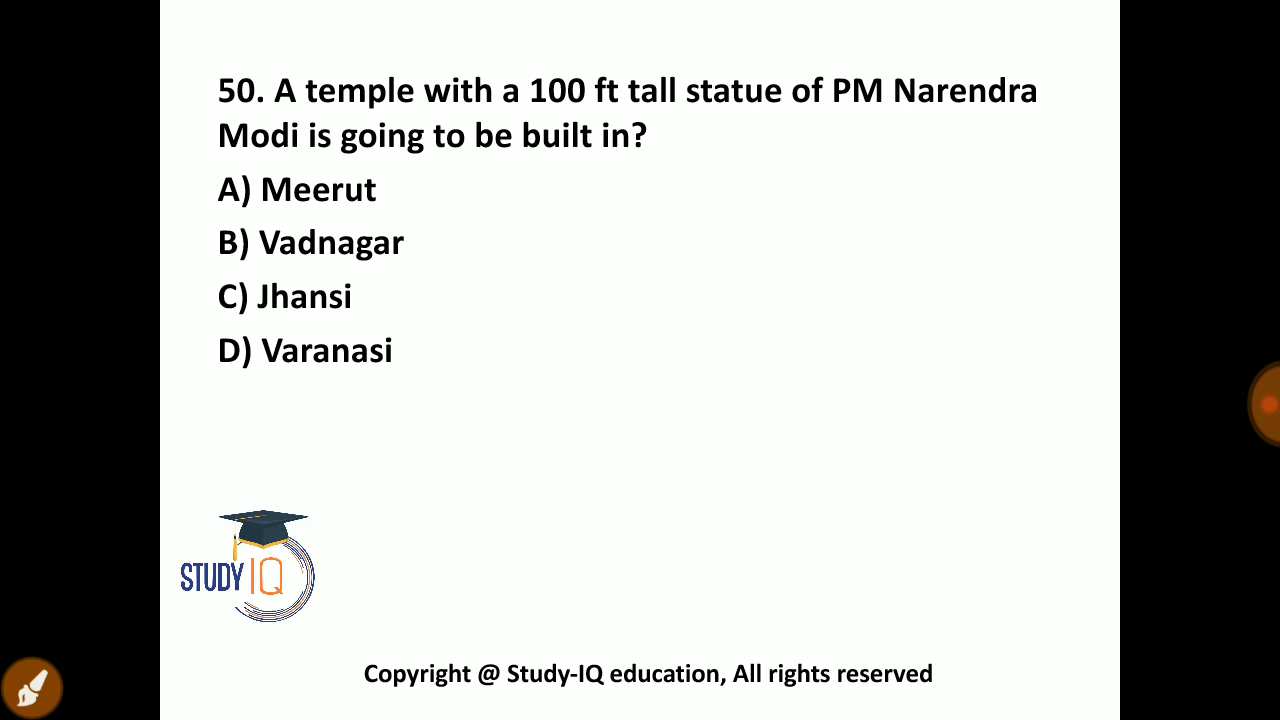 50. A temple with a 100 ft tall statue of PM Narendra
Modi is going to be built in?
A) Meerut
B) Vadnagar
C) Jhansi
D) Varanasi
STUDY IQ
Copyright @ Study-IQ education, All rights reserved